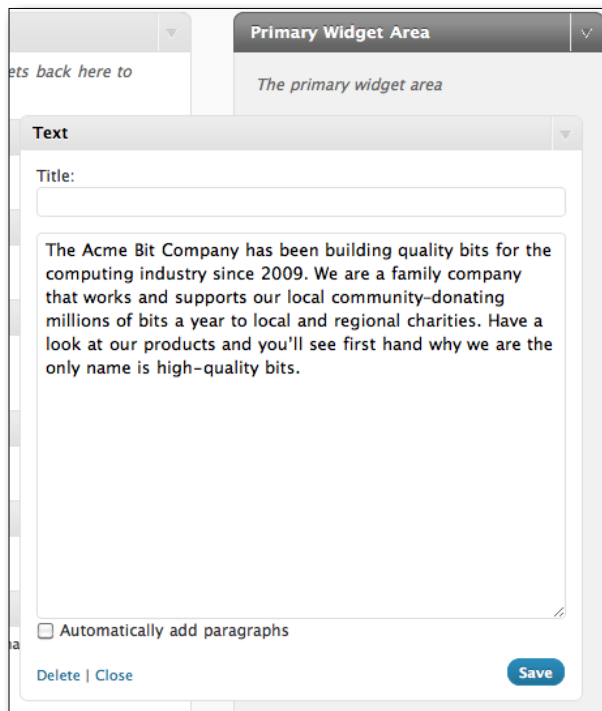 Primary Widget Area
ets back here to
The primary widget area
Text
Title:
The Acme Bit Company has been building quality bits for the
computing industry since 2009. We are a family company
that works and supports our local community-donating
millions of bits a year to local and regional charities. Have a
look at our products and you'll see first hand why we are the
only name is high-quality bits.
Automatically add paragraphs
Delete | Close
Save